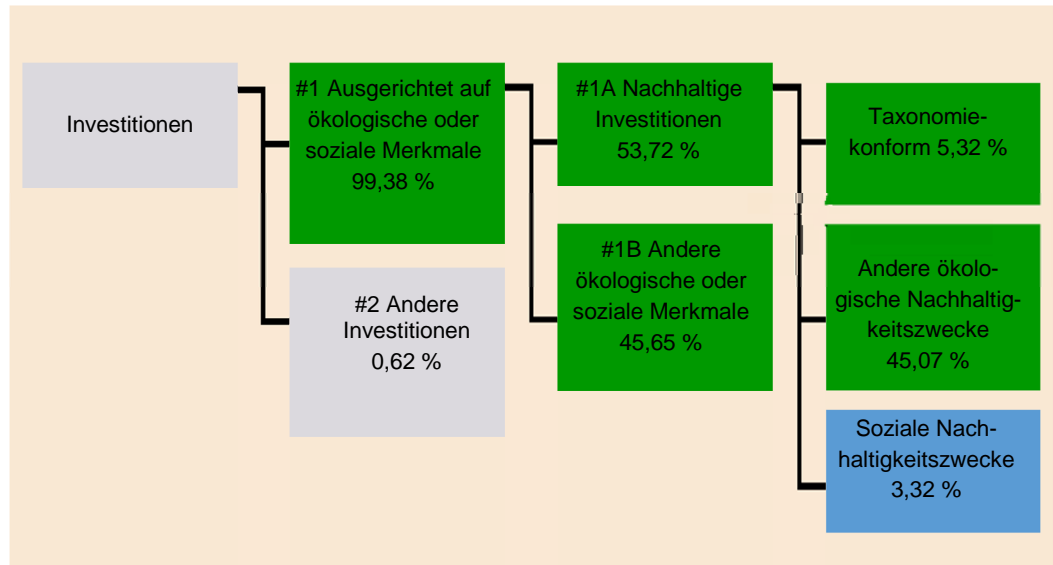 Investitionen
#1 Ausgerichtet auf
ökologische oder
soziale Merkmale
99,38 %
#2 Andere
Investitionen
0,62 %
#1A Nachhaltige
Investitionen
53,72 %
#1B Andere
ökologische oder
soziale Merkmale
45,65 %
Taxonomie-
konform 5,32 %
Andere ökolo-
gische Nachhaltig-
keitszwecke
45,07 %
Soziale Nach-
haltigkeitszwecke
3,32 %